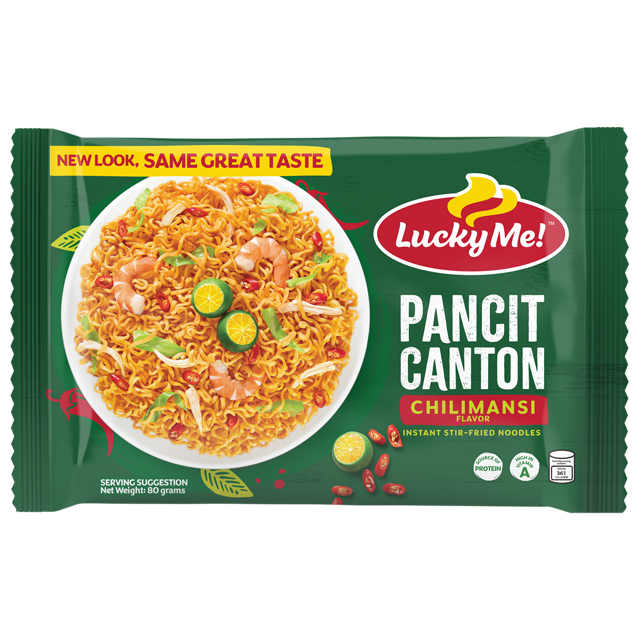 NEW LOOK, SAME GREAT TASTE
Lucky Me!™
PANCIT
CANTON
CHILIMANSI
FLAVOR
INSTANT STIR-FRIED NOODLES
SOURCE OF
PROTEIN
HIGH IN
VITAMIN
A
361
SERVING SUGGESTION
Net Weight: 80 grams